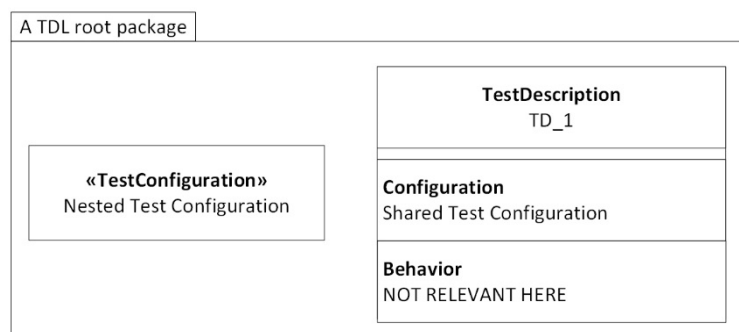 A TDL root package
TestDescription
TD_1
«TestConfiguration»
Nested Test Configuration
Configuration
Shared Test Configuration
Behavior
NOT RELEVANT HERE